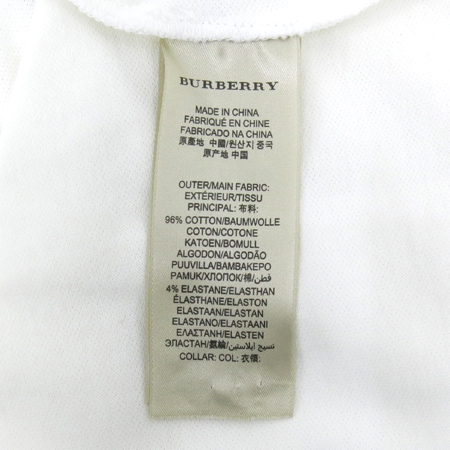 BURBERRY
MADE IN CHINA
FABRIQUÉ EN CHINE
FABRICADO NA CHINA
原產地 中国/원산지 중국
原产地 中国
OUTER/MAIN FABRIC:
EXTÉRIEUR/TISSU
PRINCIPAL: 布料:
96% COTTON/BAUMWOLLE
COTON/COTONE
KATOEN/BOMULL
ALGODON/ALGODÃO
PUUVILLA/BAMBAKEPO
PAMUK/ХЛОПОК/棉/قطن
4% ELASTANE/ELASTHAN
ÉLASTHANE/ELASTON
ELASTAAN/ELASTAN
ELASTANO/ELASTAANI
ΕΛΑΣΤΑΝΗ/ELASTEN
ЭЛАСТАН/氨綸/نسيج ايلاستين
COLLAR: COL: 衣領: